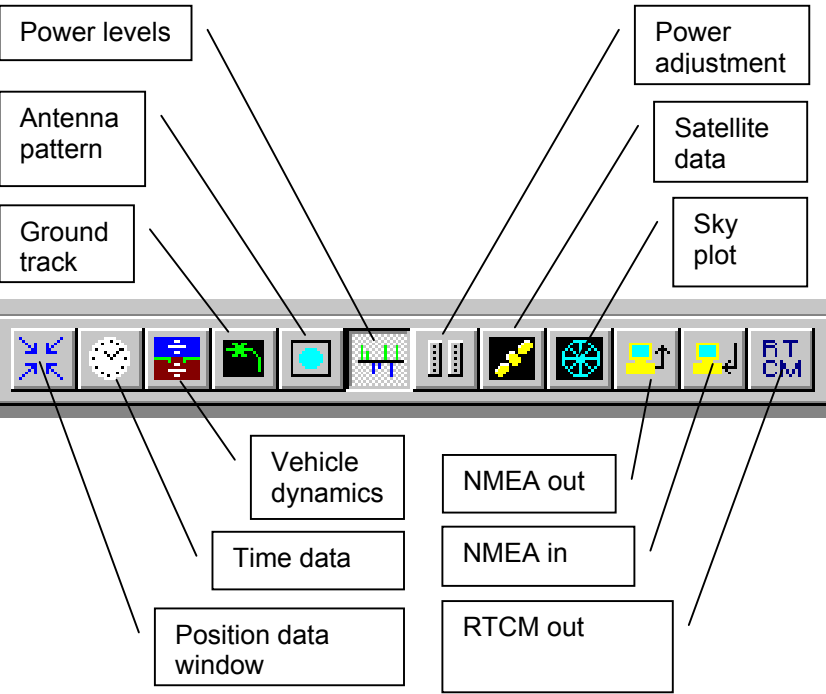 Power levels
Power
adjustment
Antenna
pattern
Satellite
data
Ground
track
Sky
plot
RT
CM
Vehicle
dynamics
NMEA out
Time data
NMEA in
Position data
window
RTCM out